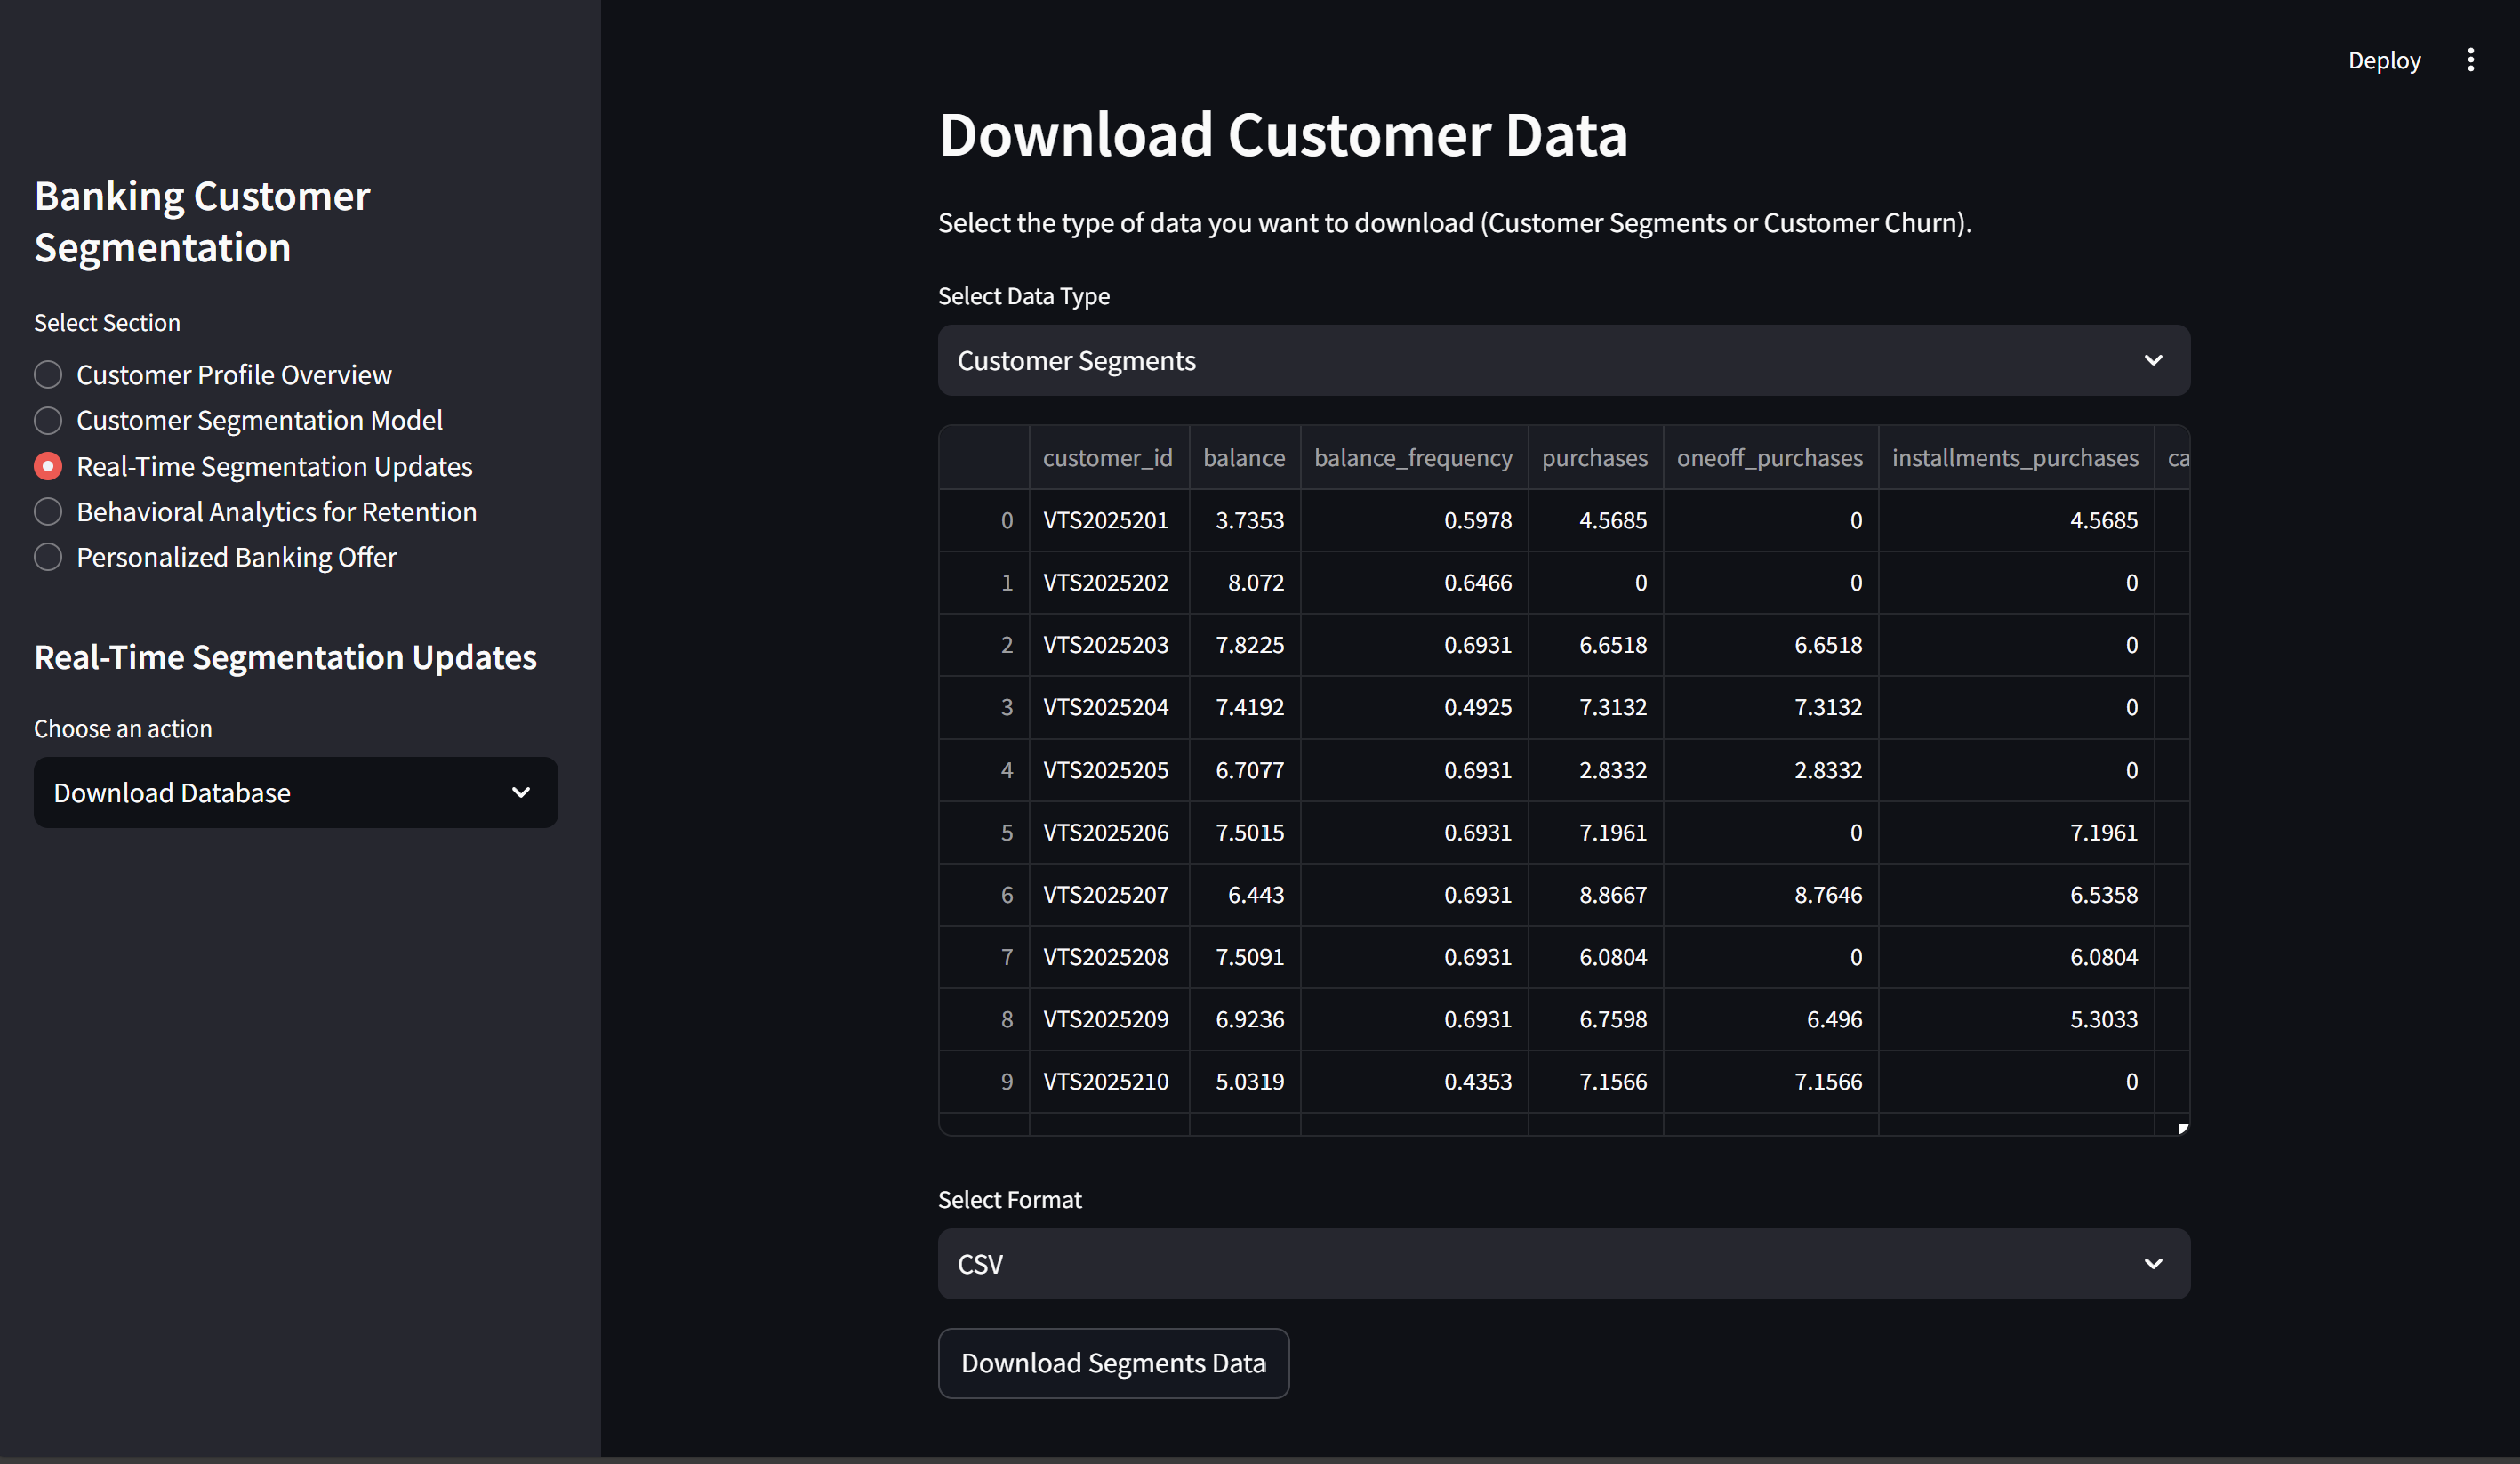 Deploy
Banking Customer
Segmentation
Select Section
Customer Profile Overview
Customer Segmentation Model
Real-Time Segmentation Updates
Behavioral Analytics for Retention
Personalized Banking Offer
Real-Time Segmentation Updates
Choose an action
Download Database
Download Customer Data
Select the type of data you want to download (Customer Segments or Customer Churn).
Select Data Type
Customer Segments
customer_id balance balance_frequency purchases oneoff_purchases installments_purchases ca
0 VTS2025201 3.7353 0.5978 4.5685 0 4.5685
1 VTS2025202 8.072 0.6466 0 0 0
2 VTS2025203 7.8225 0.6931 6.6518 6.6518 0
3 VTS2025204 7.4192 0.4925 7.3132 7.3132 0
4 VTS2025205 6.7077 0.6931 2.8332 2.8332 0
5 VTS2025206 7.5015 0.6931 7.1961 0 7.1961
6 VTS2025207 6.443 0.6931 8.8667 8.7646 6.5358
7 VTS2025208 7.5091 0.6931 6.0804 0 6.0804
8 VTS2025209 6.9236 0.6931 6.7598 6.496 5.3033
9 VTS2025210 5.0319 0.4353 7.1566 7.1566 0
Select Format
CSV
Download Segments Data